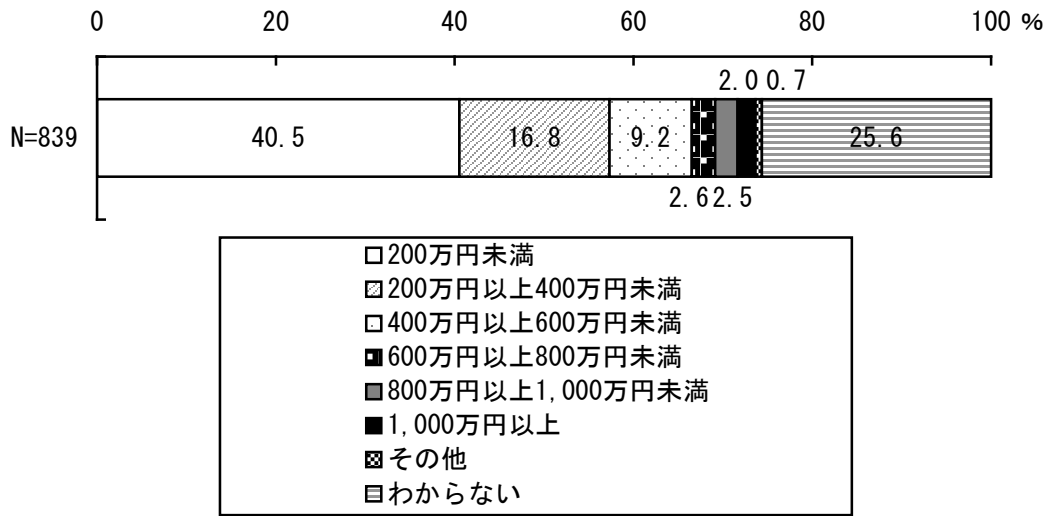 0 20 40 60 80 100 %
2.0 0.7
N=839 40.5 16.8 9.2 25.6
2.6 2.5
200万円未満
200万円以上400万円未満
400万円以上600万円未満
600万円以上800万円未満
800万円以上1,000万円未満
1,000万円以上
その他
わからない